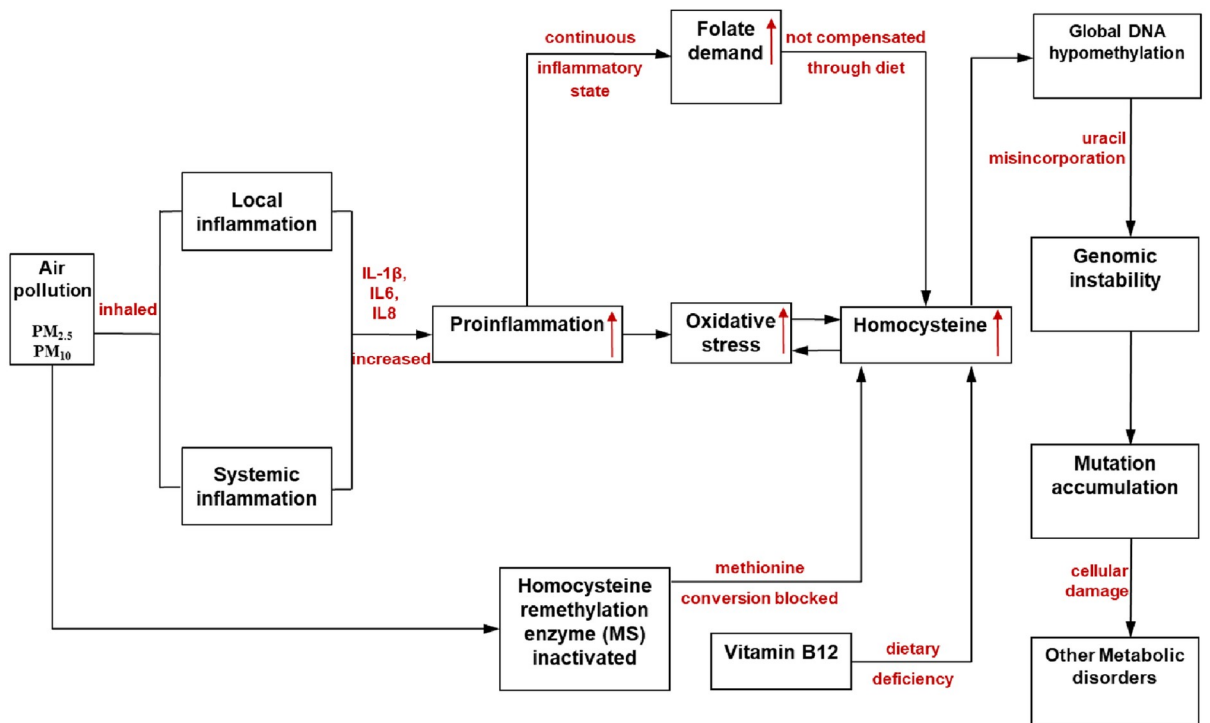 Air
pollution
PM2.5
PM10
inhaled
Local
inflammation
Systemic
inflammation
IL-1β,
IL6,
IL8
increased
Proinflammation
continuous
inflammatory
state
Folate
demand
not compensated
through diet
Oxidative
stress
Homocysteine
Homocysteine
remethylation
enzyme (MS)
inactivated
methionine
conversion blocked
Vitamin B12
dietary
deficiency
Global DNA
hypomethylation
uracil
misincorporation
Genomic
instability
Mutation
accumulation
cellular
damage
Other Metabolic
disorders